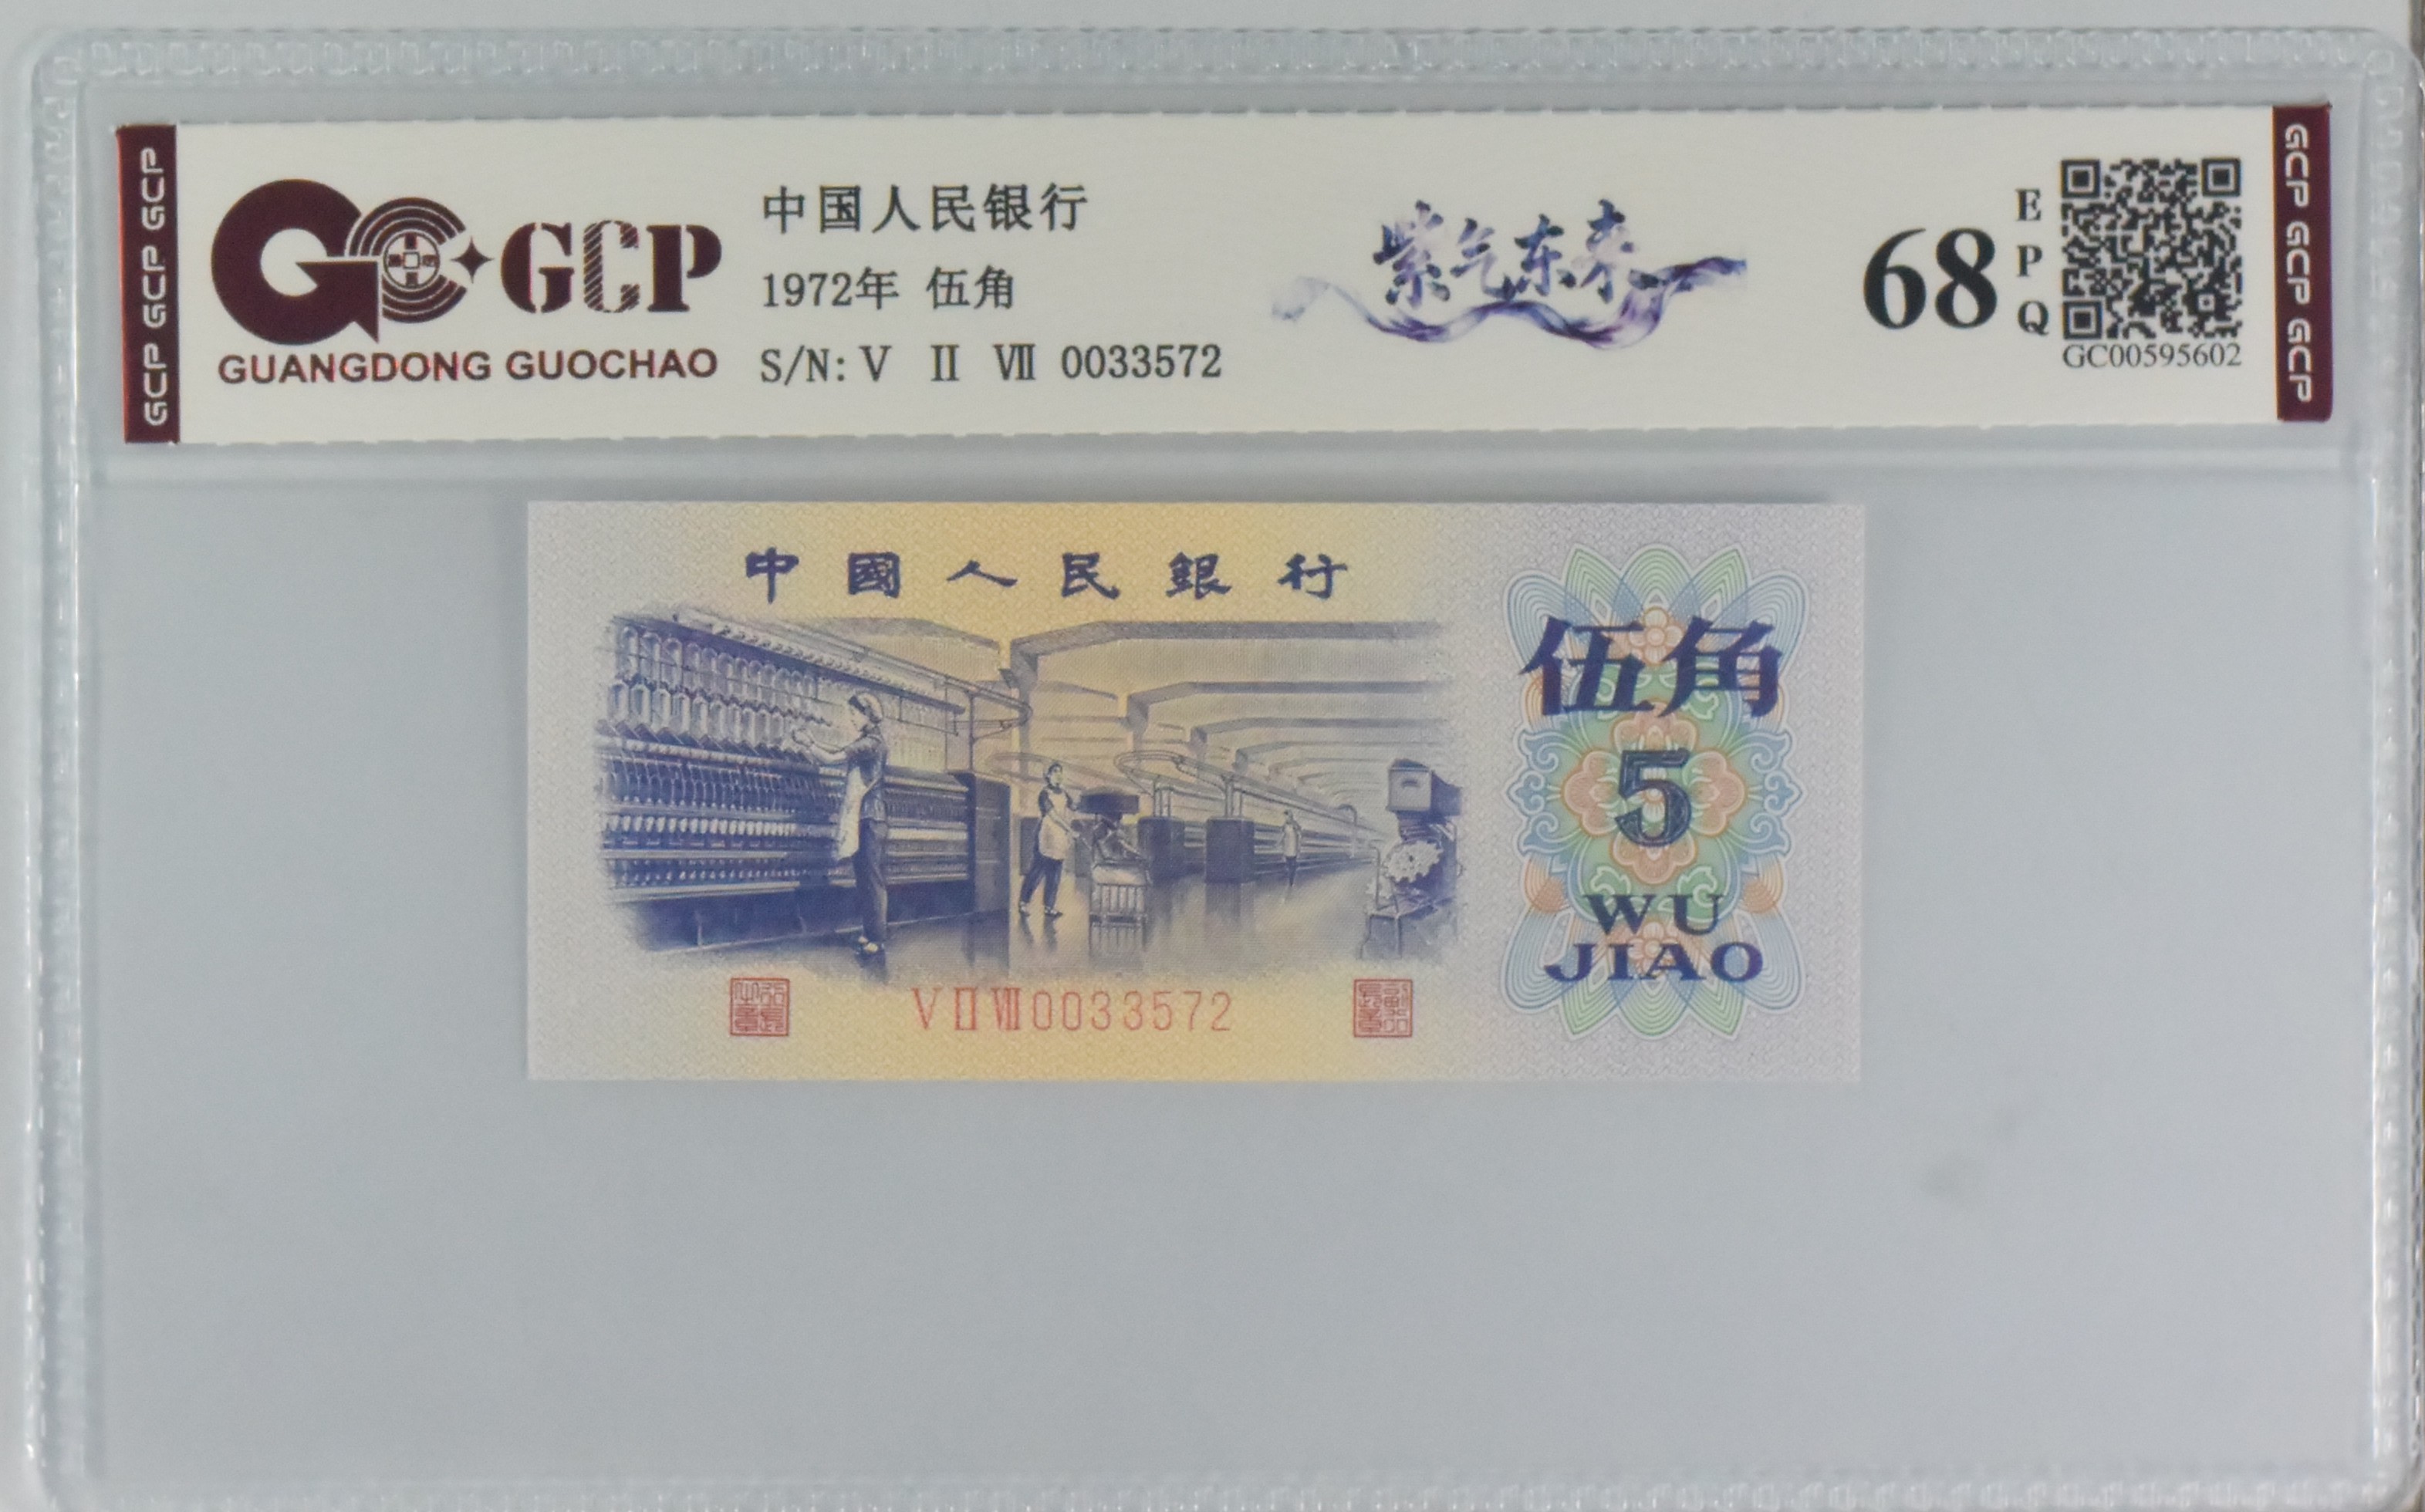 GCP GCP GCP
GCP
GUANGDONG GUOCHAO
中国人民银行
1972年 伍角
S/N: V Ⅱ Ⅶ 0033572
紫气东来
68
EPQ
GC00595602
GCP GCP GCP
中國人民銀行
伍角
5
WU
JIAO
V Ⅱ Ⅷ 0033572